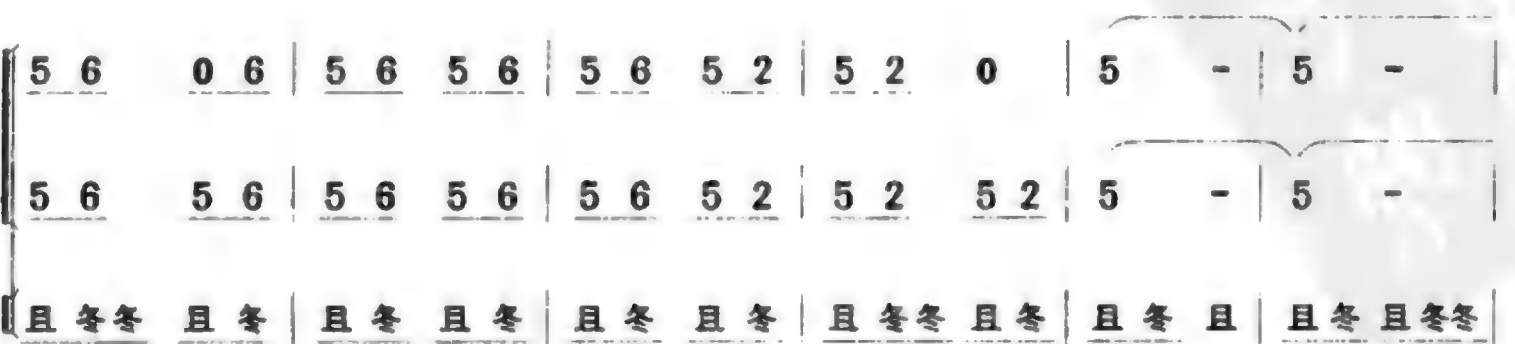 5 6 0 6 | 5 6 5 6 | 5 6 5 2 | 5 2 0 | 5 - | 5 - |
5 6 5 6 | 5 6 5 6 | 5 6 5 2 | 5 2 5 2 | 5 - | 5 - |
且 冬冬 且 冬 | 且 冬 且 冬 | 且 冬 且 冬 | 且 冬冬 且 冬 | 且 冬 且 | 且 冬 且 冬冬 |